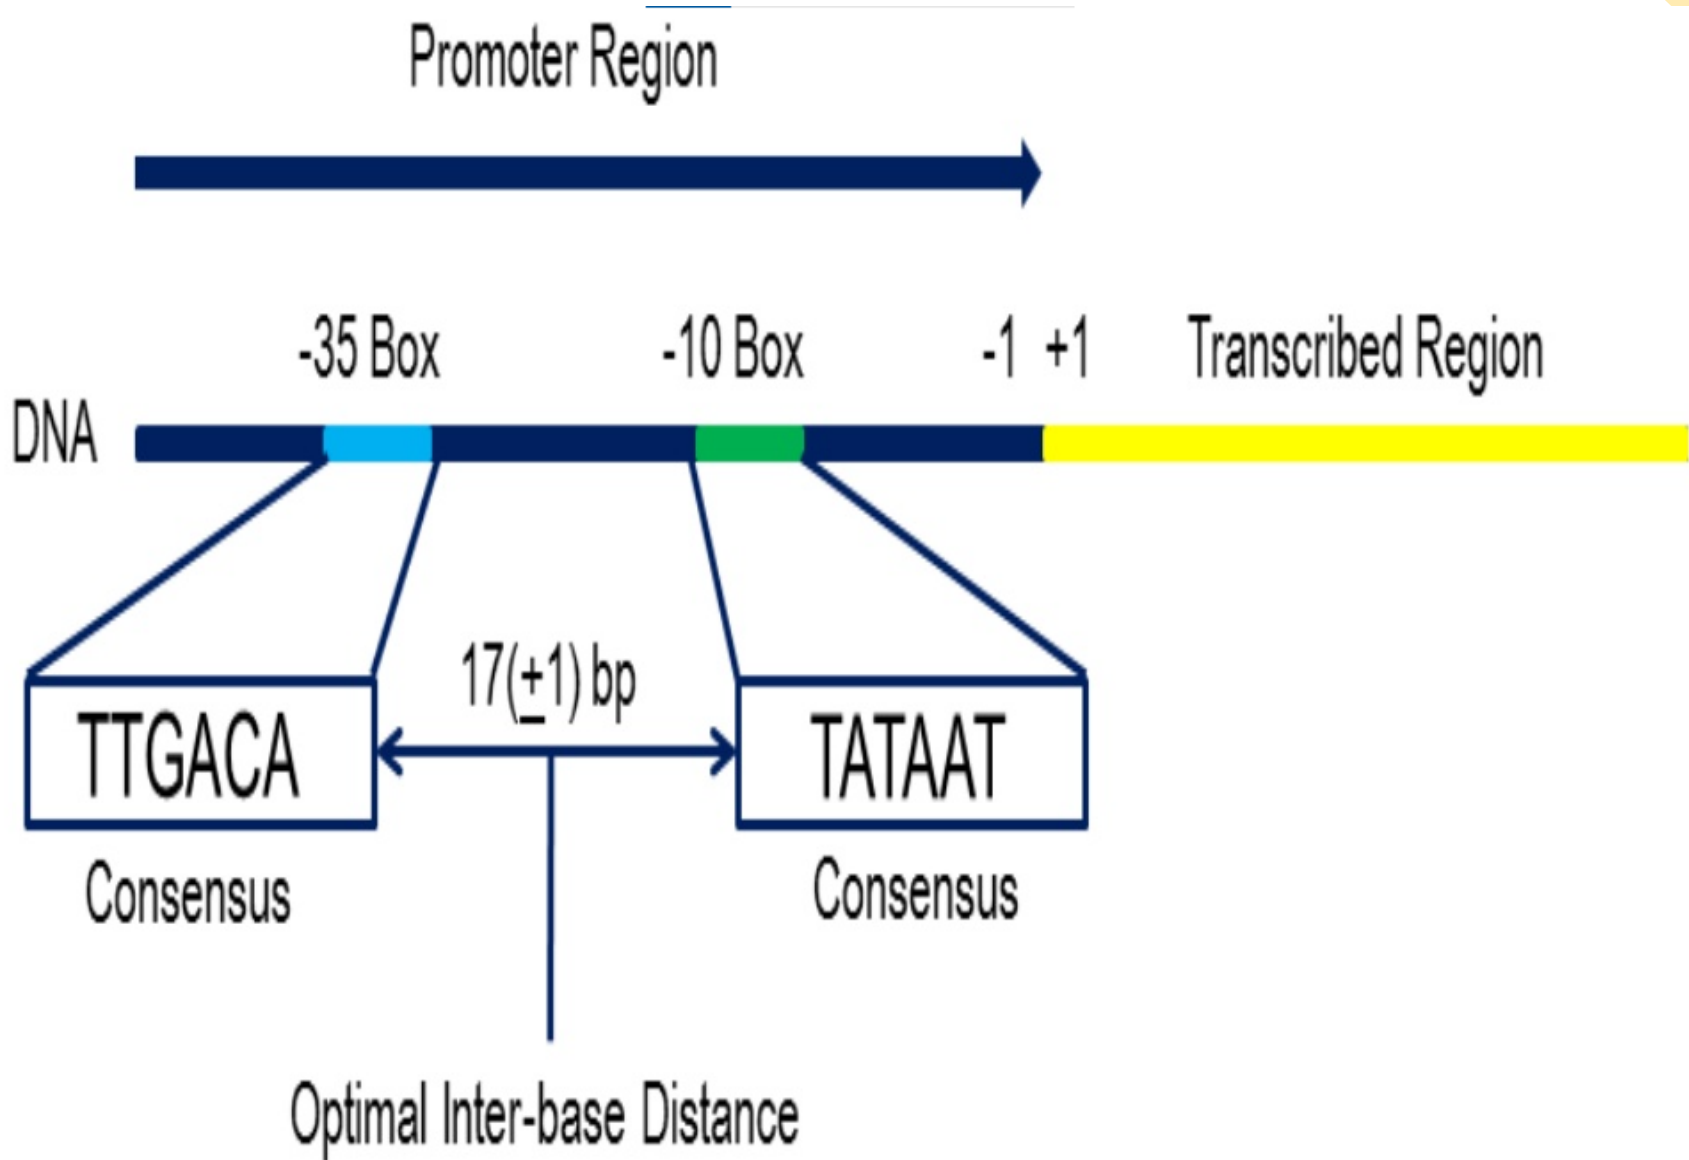 Promoter Region
-35 Box
-10 Box
-1 +1
Transcribed Region
DNA
17(±1) bp
TTGACA
TATAAT
Consensus
Consensus
Optimal Inter-base Distance